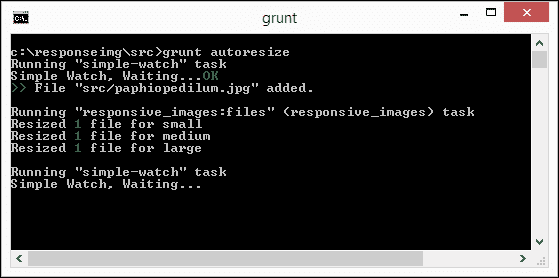 grunt
c:\responseimg\src>grunt autoresize
Running "simple-watch" task
Simple Watch, Waiting...OK
>> File "src/paphiopedilum.jpg" added.
Running "responsive_images:files" (responsive_images) task
Resized 1 file for small
Resized 1 file for medium
Resized 1 file for large
Running "simple-watch" task
Simple Watch, Waiting...